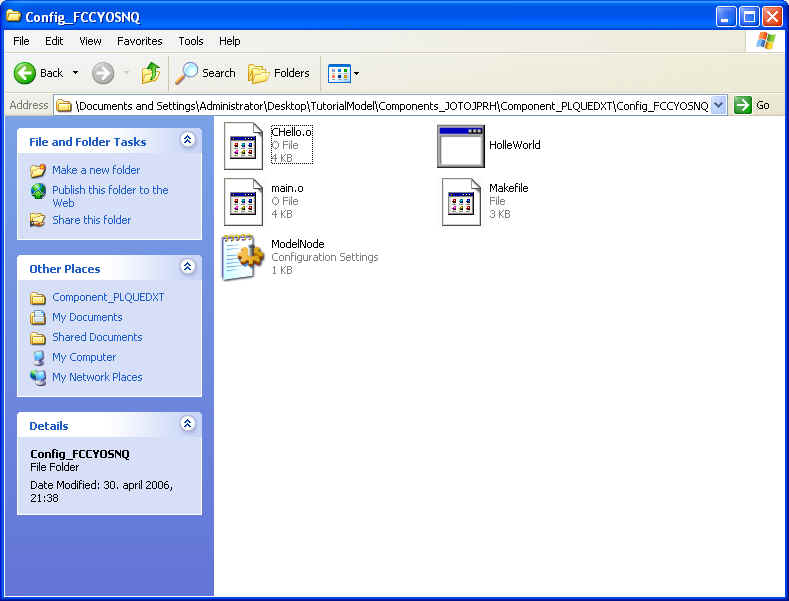 Config_FCCYOSNQ
File Edit View Favorites Tools Help
Back Search Folders
Address \Documents and Settings\Administrator\Desktop\TutorialModel\Components_JOTOJPRH\Component_PLQUEDXT\Config_FCCYOSNQ Go
File and Folder Tasks
Make a new folder
Publish this folder to the
Web
Share this folder
Other Places
Component_PLQUEDXT
My Documents
Shared Documents
My Computer
My Network Places
Details
Config_FCCYOSNQ
File Folder
Date Modified: 30. april 2006,
21:38
CHello.o
O File
4 KB
HolleWorld
main.o
O File
4 KB
Makefile
File
3 KB
ModelNode
Configuration Settings
1 KB